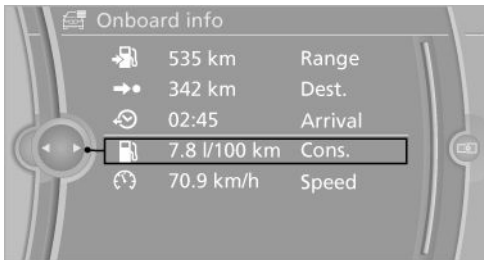 Onboard info
535 km Range
342 km Dest.
02:45 Arrival
7.8 l/100 km Cons.
70.9 km/h Speed